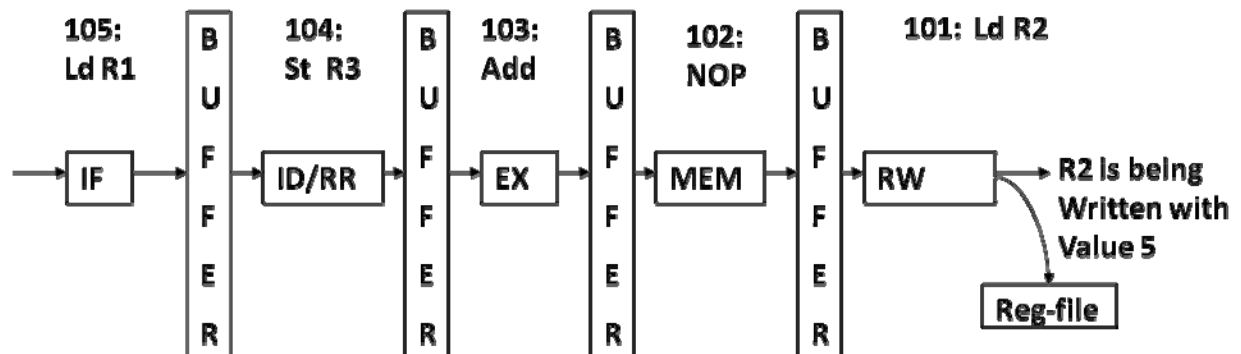 105:
Ld R1
104:
St R3
103:
Add
102:
NOP
101: Ld R2
IF
BUFFER
ID/RR
BUFFER
EX
BUFFER
MEM
BUFFER
RW
R2 is being
Written with
Value 5
Reg-file